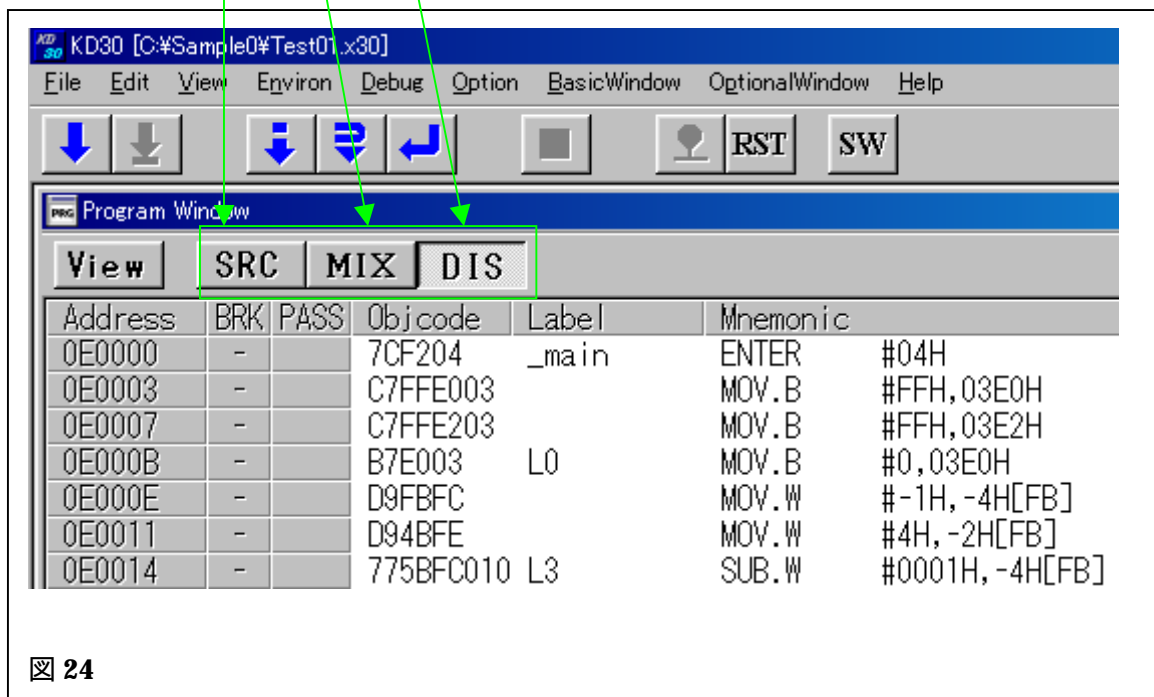 KD30 [C:¥Sample0¥Test01.x30]
File Edit View Environ Debug Option BasicWindow OptionalWindow Help
RST SW
PRG Program Window
View SRC MIX DIS
Address BRK PASS Objcode Label Mnemonic
0E0000 - 7CF204 _main ENTER #04H
0E0003 - C7FFE003 MOV.B #FFH,03E0H
0E0007 - C7FFE203 MOV.B #FFH,03E2H
0E000B - B7E003 L0 MOV.B #0,03E0H
0E000E - D9FBFC MOV.W #-1H,-4H[FB]
0E0011 - D94BFE MOV.W #4H,-2H[FB]
0E0014 - 775BFC010 L3 SUB.W #0001H,-4H[FB]
図 24